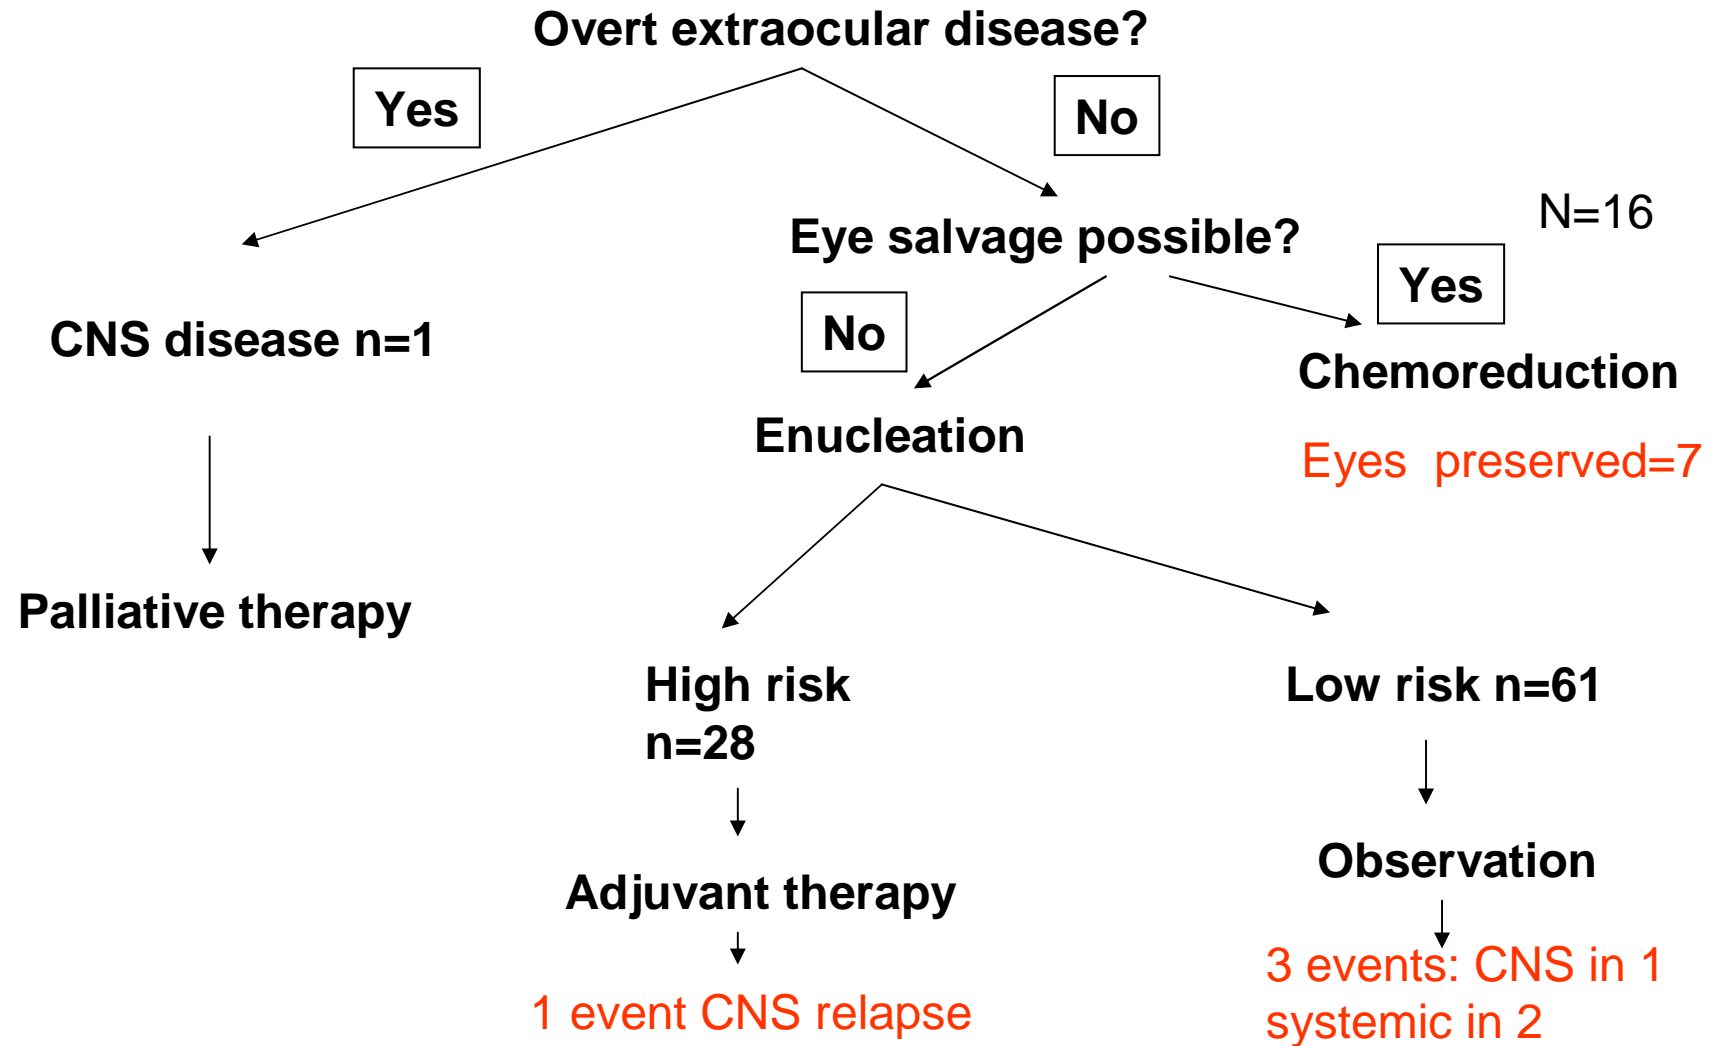 Overt extraocular disease?
Yes
No
N=16
Eye salvage possible?
Yes
No
CNS disease n=1
Chemoreduction
Enucleation
Eyes preserved=7
Palliative therapy
High risk
n=28
Low risk n=61
Adjuvant therapy
Observation
1 event CNS relapse
3 events: CNS in 1
systemic in 2